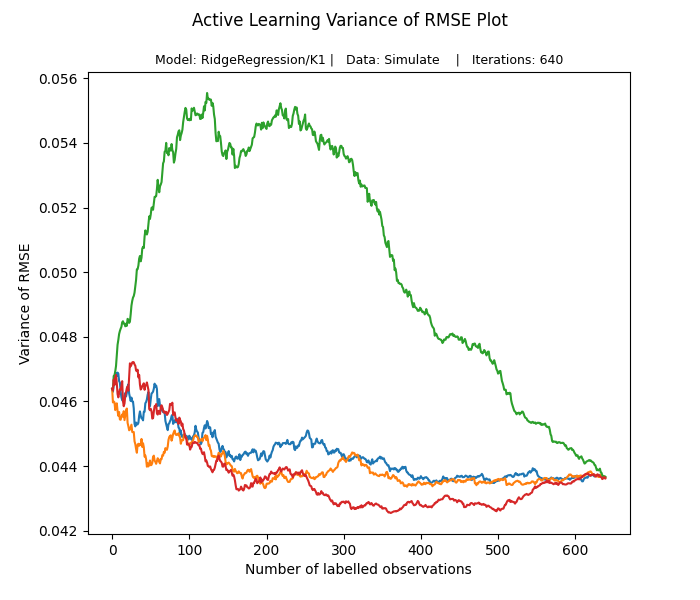 Active Learning Variance of RMSE Plot
Model: RidgeRegression/K1 |   Data: Simulate    |   Iterations: 640
0.056
0.054
0.052
0.050
0.048
0.046
0.044
0.042
Variance of RMSE
0 100 200 300 400 500 600
Number of labelled observations